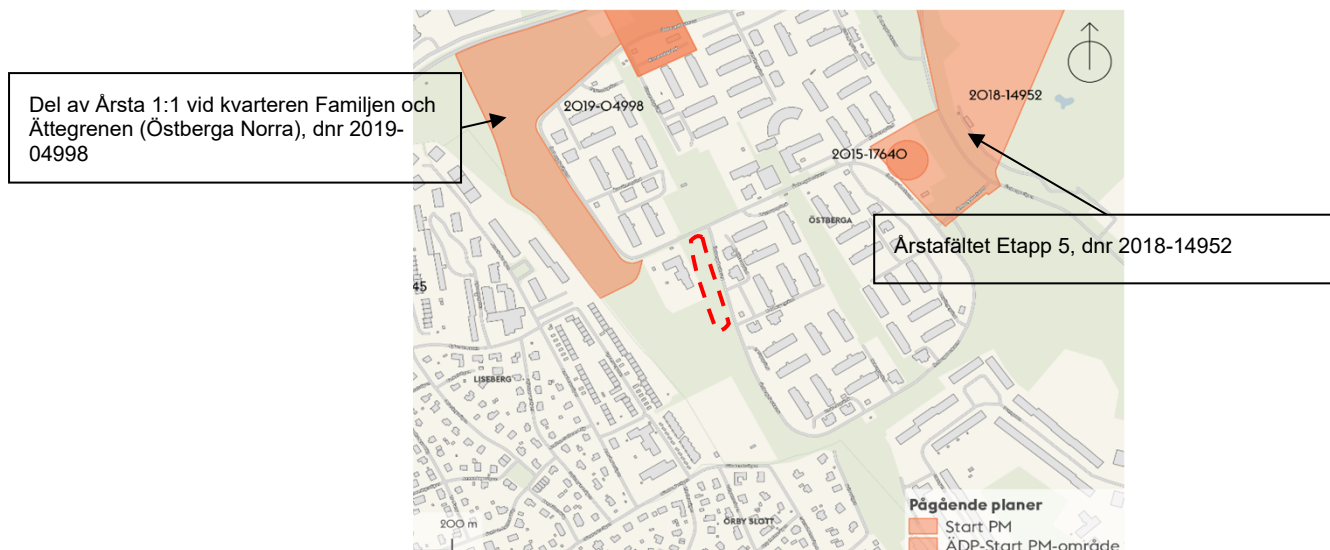 Del av Årsta 1:1 vid kvarteren Familjen och
Ättegrenen (Östberga Norra), dnr 2019-
04998
2019-04998
2018-14952
2015-17640
ÖSTBERGA
Årstafältet Etapp 5, dnr 2018-14952
45
LISEBERG
ÖRBY SLOTT
200 m
Pågående planer
Start PM
ÄDP-Start PM-område